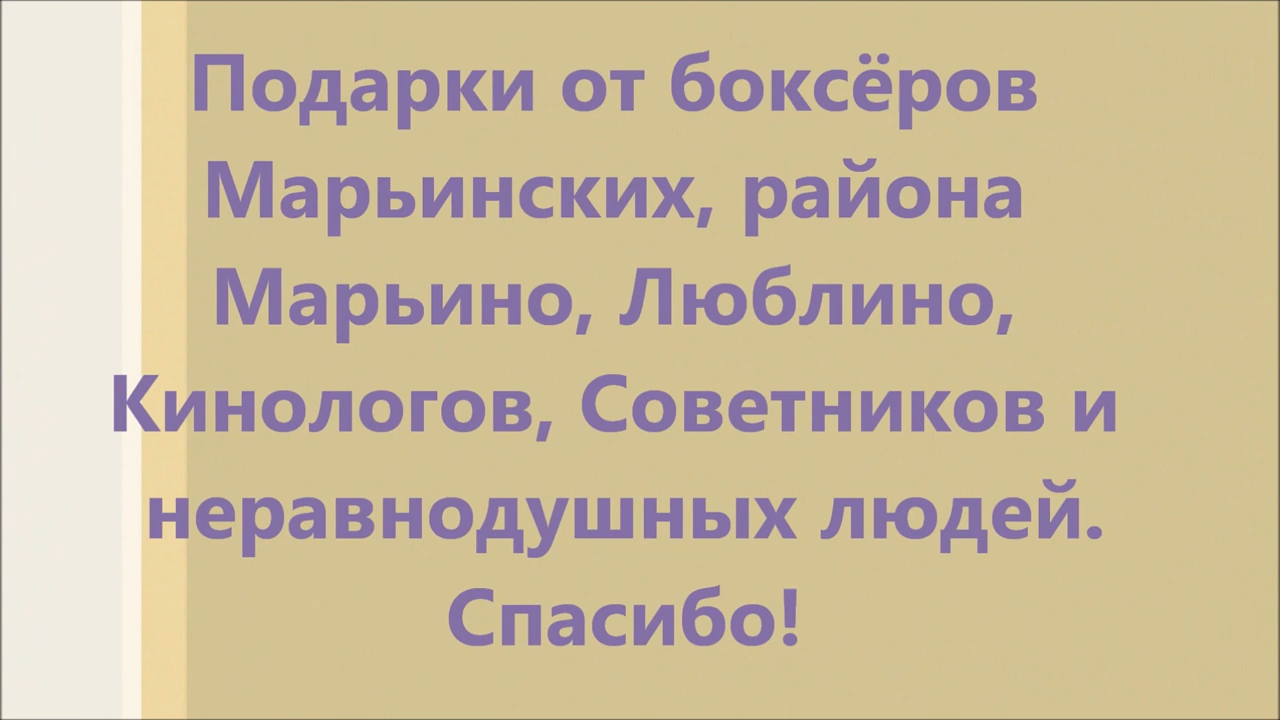 Подарки от боксёров
Марьинских, района
Марьино, Люблино,
Кинологов, Советников и
неравнодушных людей.
Спасибо!